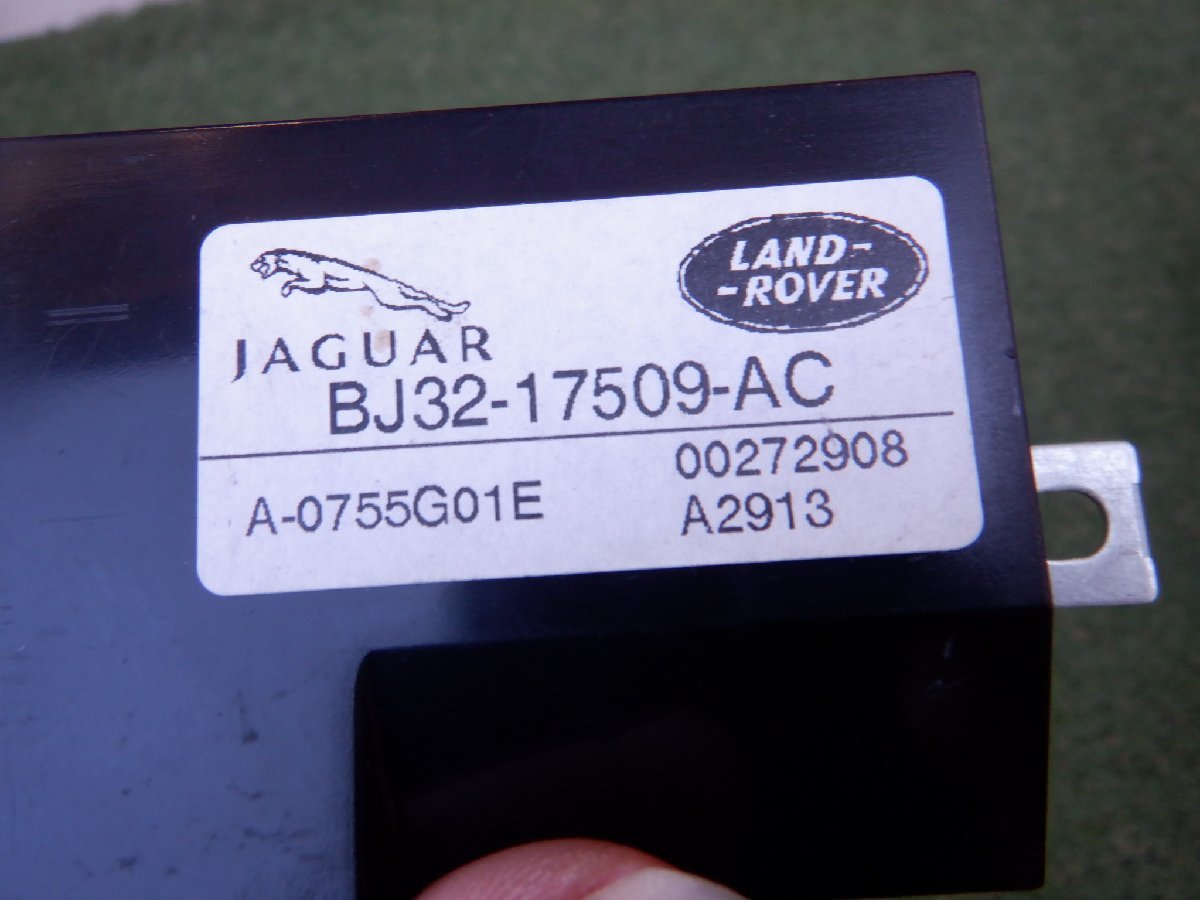 LAND-
-ROVER
JAGUAR
BJ32-17509-AC
00272908
A-0755G01E
A2913